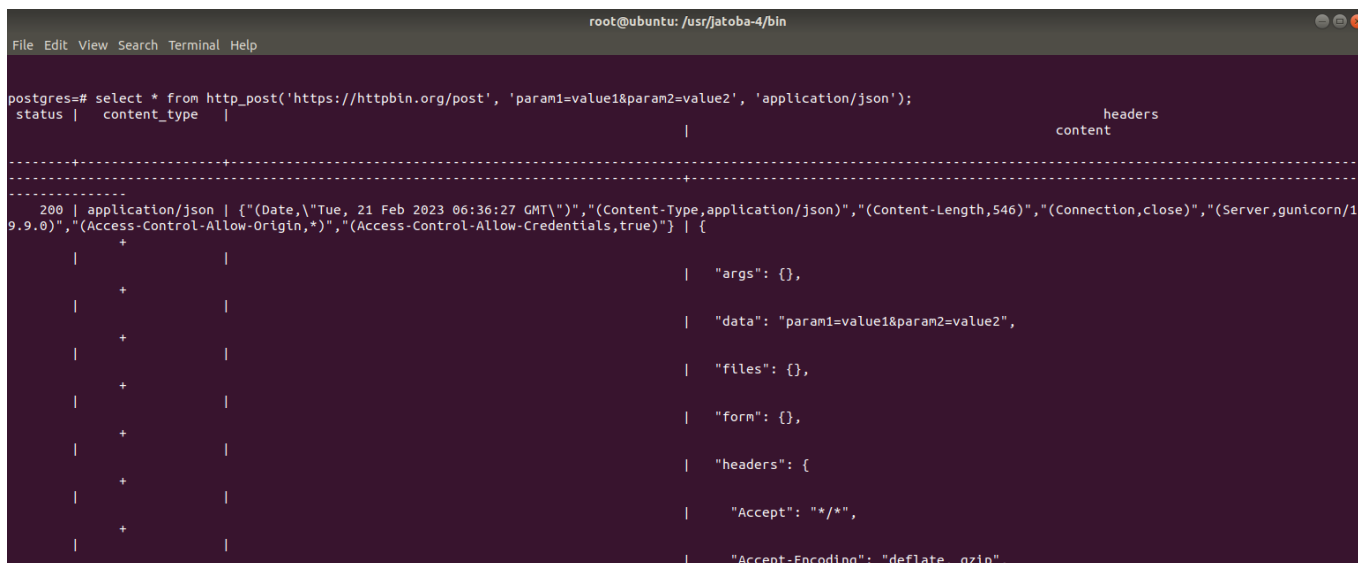 root@ubuntu: /usr/jatoba-4/bin
File Edit View Search Terminal Help
postgres=# select * from http_post('https://httpbin.org/post', 'param1=value1&param2=value2', 'application/json');
 status |   content_type   |                                                                                                              headers
                                                                                     |                                              content
--------+------------------+----------------------------------------------------------------------------------------------------------------------------------------------
-------------------------------------------------------------------------------------+-----------------------------------------------------------------------------------
---------------
    200 | application/json | {"(Date,\"Tue, 21 Feb 2023 06:36:27 GMT\")","(Content-Type,application/json)","(Content-Length,546)","(Connection,close)","(Server,gunicorn/1
9.9.0)","(Access-Control-Allow-Origin,*)","(Access-Control-Allow-Credentials,true)"} | {
              +
        |                  |
                                                                                     |   "args": {},
              +
        |                  |
                                                                                     |   "data": "param1=value1&param2=value2",
              +
        |                  |
                                                                                     |   "files": {},
              +
        |                  |
                                                                                     |   "form": {},
              +
        |                  |
                                                                                     |   "headers": {
              +
        |                  |
                                                                                     |     "Accept": "*/*",
              +
        |                  |
                                                                                     |     "Accept-Encoding": "deflate, gzip",